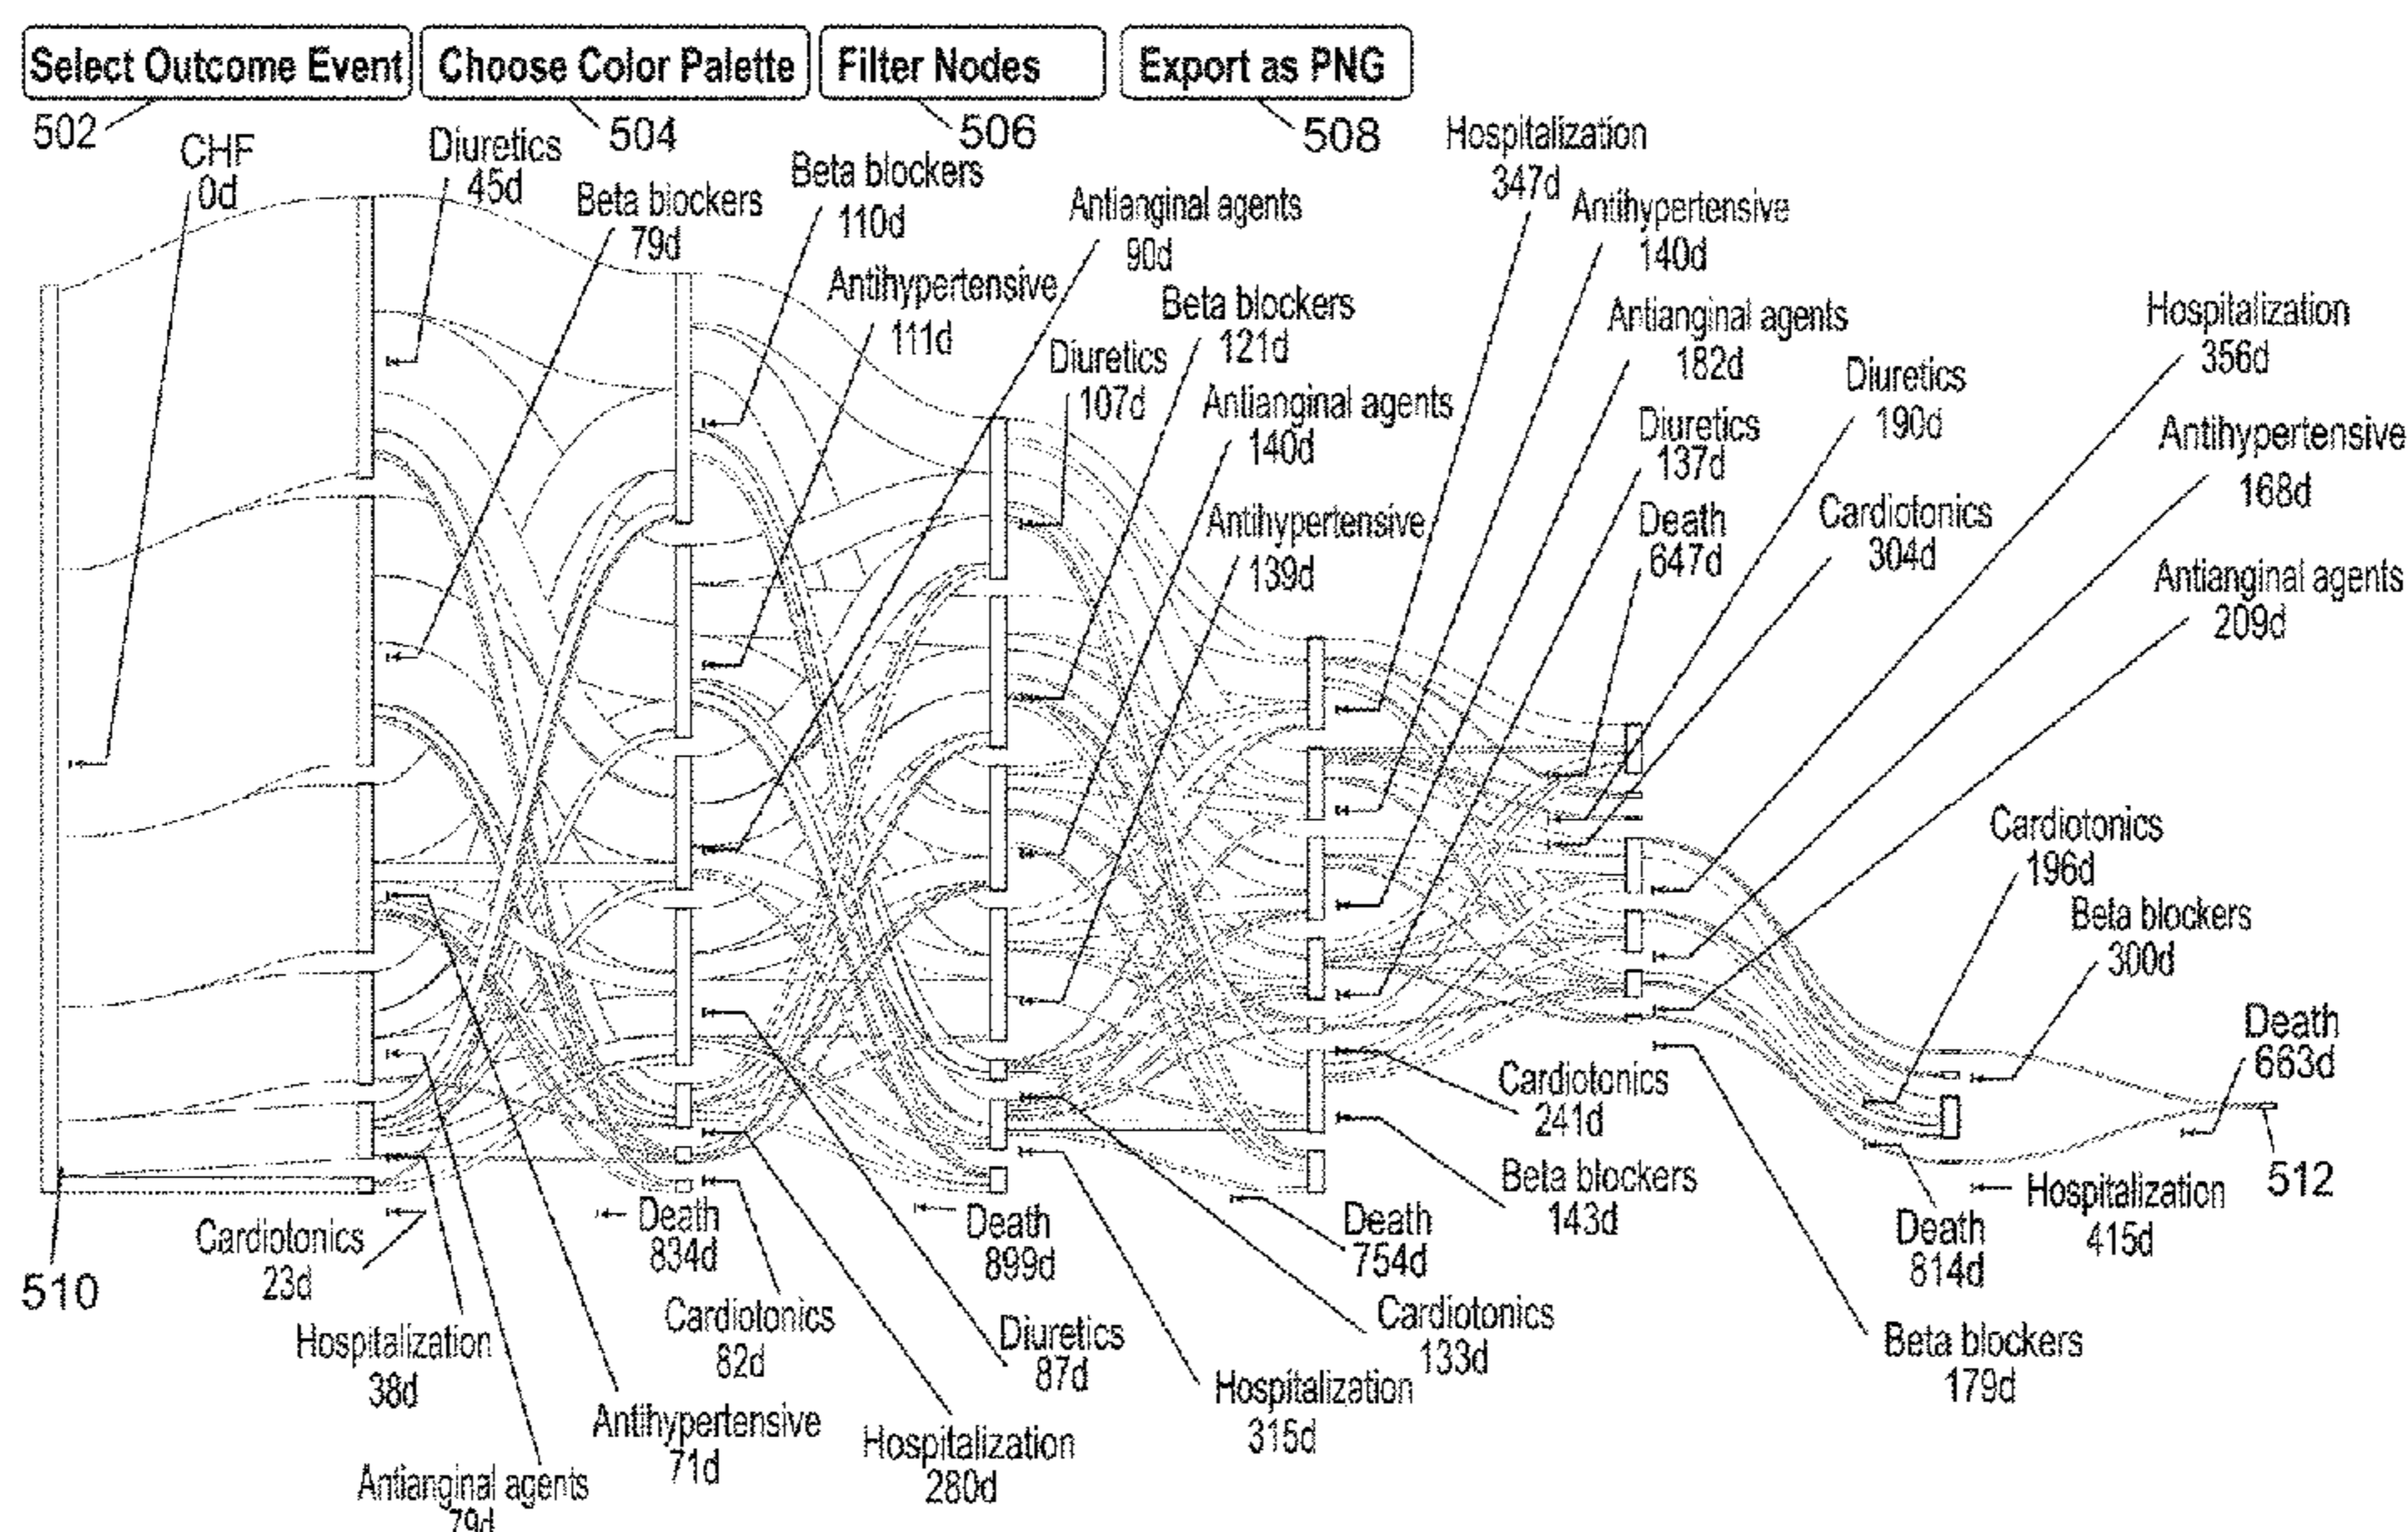 Select Outcome Event
Choose Color Palette
Filter Nodes
Export as PNG
502
504
506
508
CHF
0d
Diuretics
45d
Beta blockers
79d
Beta blockers
110d
Antihypertensive
111d
Antianginal agents
90d
Diuretics
107d
Beta blockers
121d
Antianginal agents
140d
Antihypertensive
139d
Hospitalization
347d
Antihypertensive
140d
Antianginal agents
182d
Diuretics
137d
Death
647d
Diuretics
190d
Cardiotonics
304d
Hospitalization
356d
Antihypertensive
168d
Antianginal agents
209d
Cardiotonics
196d
Beta blockers
300d
Death
663d
512
Hospitalization
415d
Death
814d
Beta blockers
179d
Cardiotonics
241d
Beta blockers
143d
Death
754d
Cardiotonics
133d
Hospitalization
315d
Death
899d
Diuretics
87d
Hospitalization
280d
Death
834d
Cardiotonics
82d
Antihypertensive
71d
Antianginal agents
79d
Hospitalization
38d
Cardiotonics
23d
510